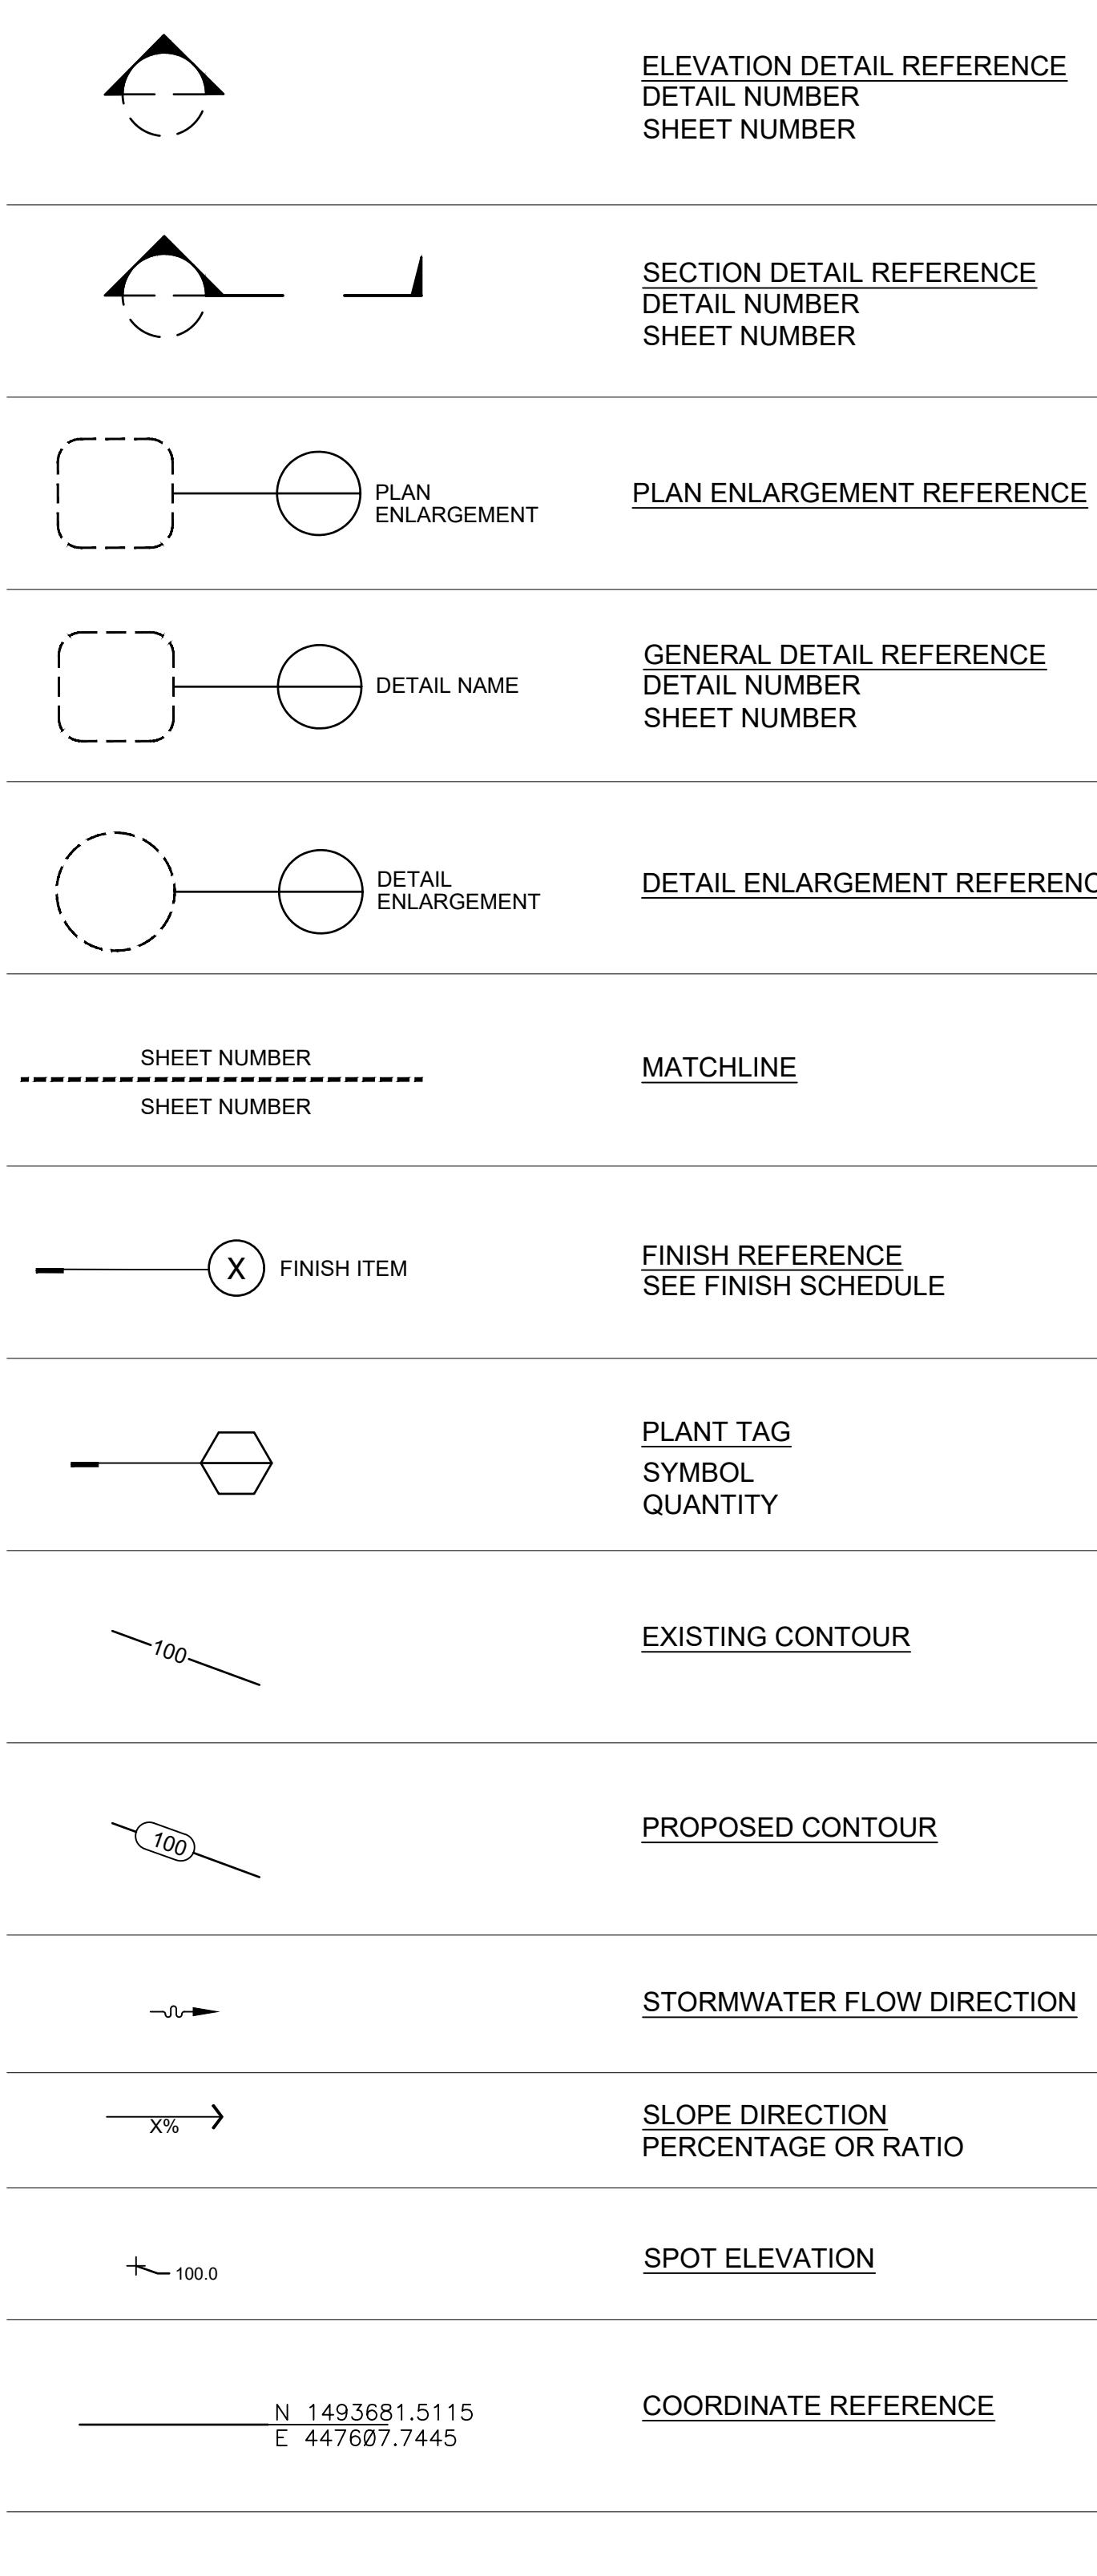 ELEVATION DETAIL REFERENCE
DETAIL NUMBER
SHEET NUMBER
SECTION DETAIL REFERENCE
DETAIL NUMBER
SHEET NUMBER
PLAN
ENLARGEMENT
PLAN ENLARGEMENT REFERENCE
DETAIL NAME
GENERAL DETAIL REFERENCE
DETAIL NUMBER
SHEET NUMBER
DETAIL
ENLARGEMENT
DETAIL ENLARGEMENT REFERENC
SHEET NUMBER
SHEET NUMBER
MATCHLINE
X FINISH ITEM
FINISH REFERENCE
SEE FINISH SCHEDULE
PLANT TAG
SYMBOL
QUANTITY
100
EXISTING CONTOUR
100
PROPOSED CONTOUR
STORMWATER FLOW DIRECTION
X%
SLOPE DIRECTION
PERCENTAGE OR RATIO
100.0
SPOT ELEVATION
N 1493681.5115
E 447607.7445
COORDINATE REFERENCE